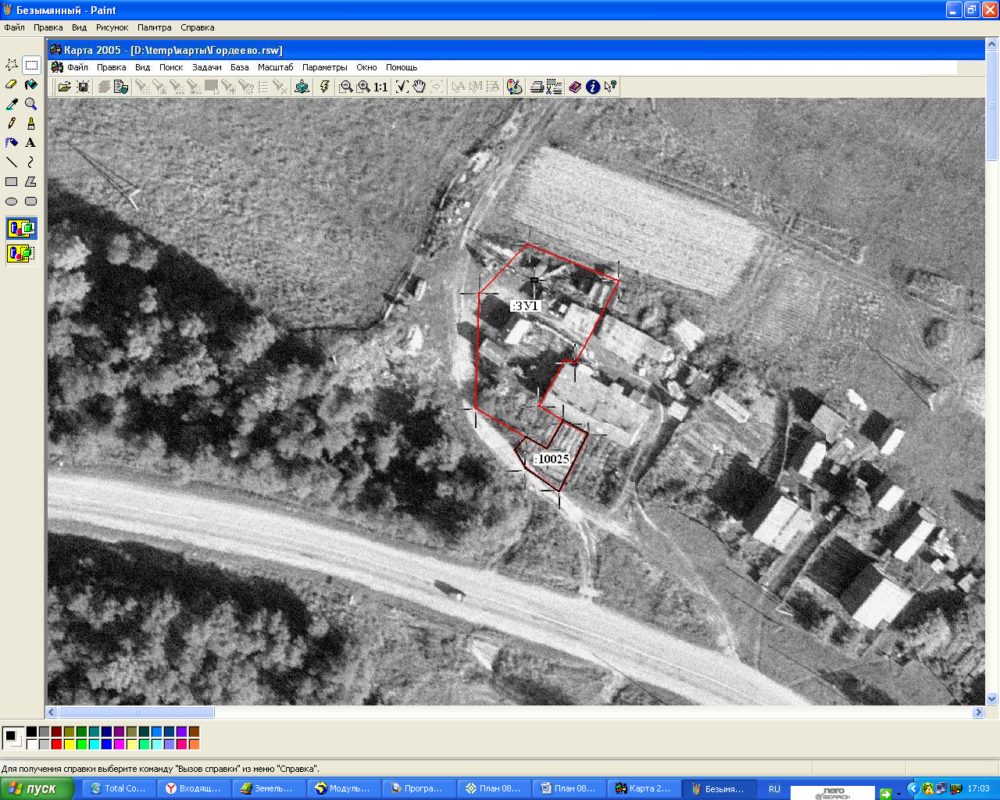 Безымянный - Paint
Файл Правка Вид Рисунок Палитра Справка
Карта 2005 - [D:\temp\карты\Гордеево.rsw]
Файл Правка Вид Поиск Задачи База Масштаб Параметры Окно Помощь
1:1
:ЗУ1
:10025
Для получения справки выберите команду "Вызов справки" из меню "Справка".
пуск Total Co... Входящ... Земель... Модуль... Програ... План 08... План 08... Карта 2... Безымя... RU nero 17:03
@SEARCH